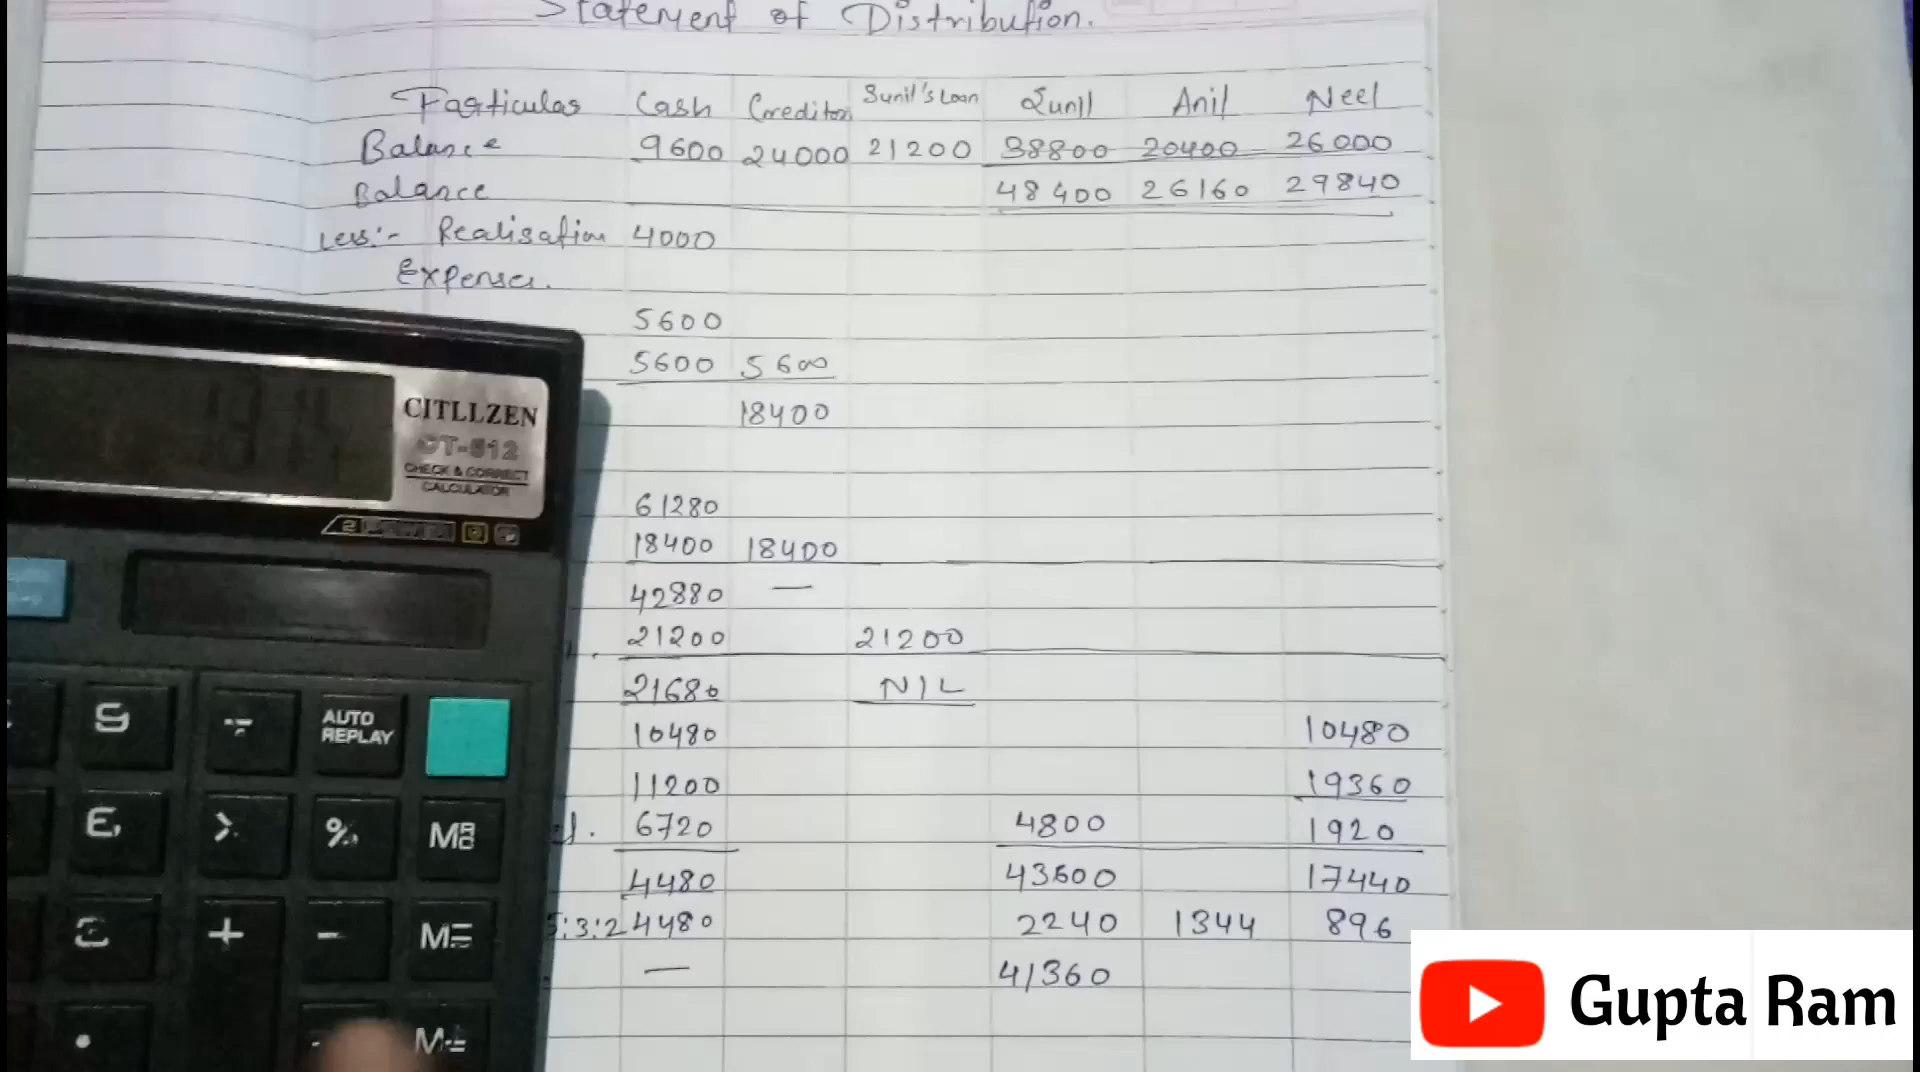 Statement of Distribution.
Particulas Cash Creditors Sunil's Loan Sunil Anil Neel
Balance 9600 24000 21200 38800 20400 26000
Balance 48400 26160 29840
Less:- Realisation 4000
Expenses.
5600
5600 5600
18400
61280
18400 18400
42880 —
21200 21200
21680 NIL
10480 10480
11200 19360
6720 4800 1920
4480 43600 17440
5:3:2 4480 2240 1344 896
— 41360
CITLLZEN
CT-512
CHECK & CORRECT
CALCULATOR
AUTO
REPLAY
%
+ -
Gupta Ram